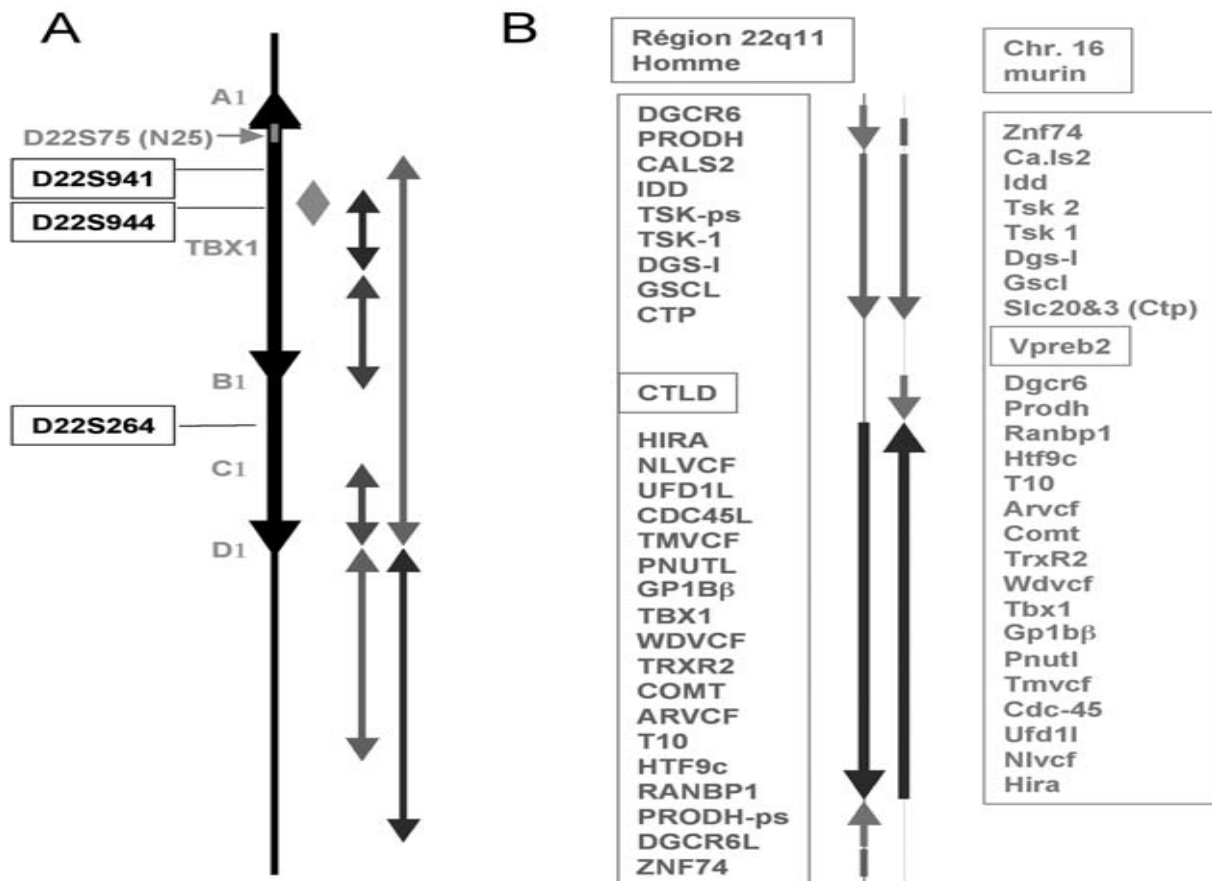 A
A1
D22S75 (N25)
D22S941
D22S944
TBX1
B1
D22S264
C1
D1
B
Région 22q11
Homme
DGCR6
PRODH
CALS2
IDD
TSK-ps
TSK-1
DGS-I
GSCL
CTP
CTLD
HIRA
NLVCF
UFD1L
CDC45L
TMVCF
PNUTL
GP1Bβ
TBX1
WDVCF
TRXR2
COMT
ARVCF
T10
HTF9c
RANBP1
PRODH-ps
DGCR6L
ZNF74
Chr. 16
murin
Znf74
Ca.ls2
Idd
Tsk 2
Tsk 1
Dgs-I
Gscl
Slc20&3 (Ctp)
Vpreb2
Dgcr6
Prodh
Ranbp1
Htf9c
T10
Arvcf
Comt
TrxR2
Wdvcf
Tbx1
Gp1bβ
Pnutl
Tmvcf
Cdc-45
Ufd1l
Nlvcf
Hira